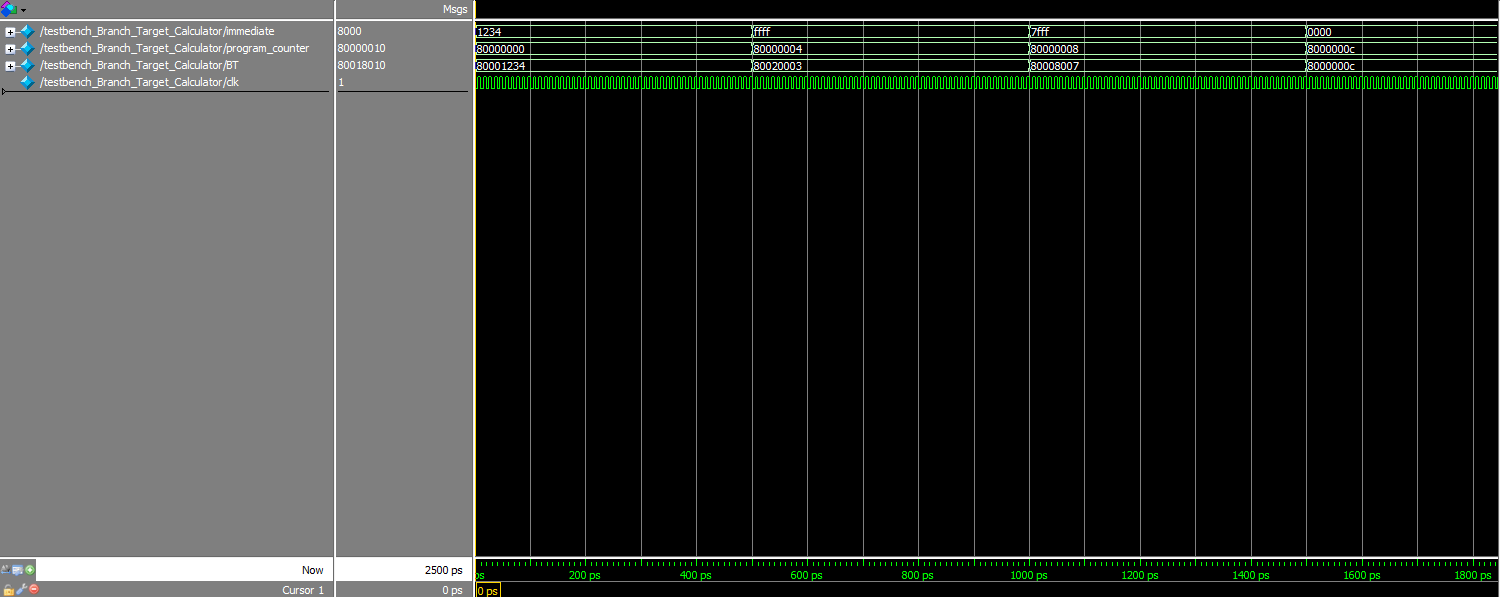 Msgs
/testbench_Branch_Target_Calculator/immediate 8000 1234 ffff 7fff 0000
/testbench_Branch_Target_Calculator/program_counter 80000010 80000000 80000004 80000008 8000000c
/testbench_Branch_Target_Calculator/BT 80018010 80001234 80020003 80008007 8000000c
/testbench_Branch_Target_Calculator/clk 1
Now 2500 ps ps 200 ps 400 ps 600 ps 800 ps 1000 ps 1200 ps 1400 ps 1600 ps 1800 ps
Cursor 1 0 ps 0 ps